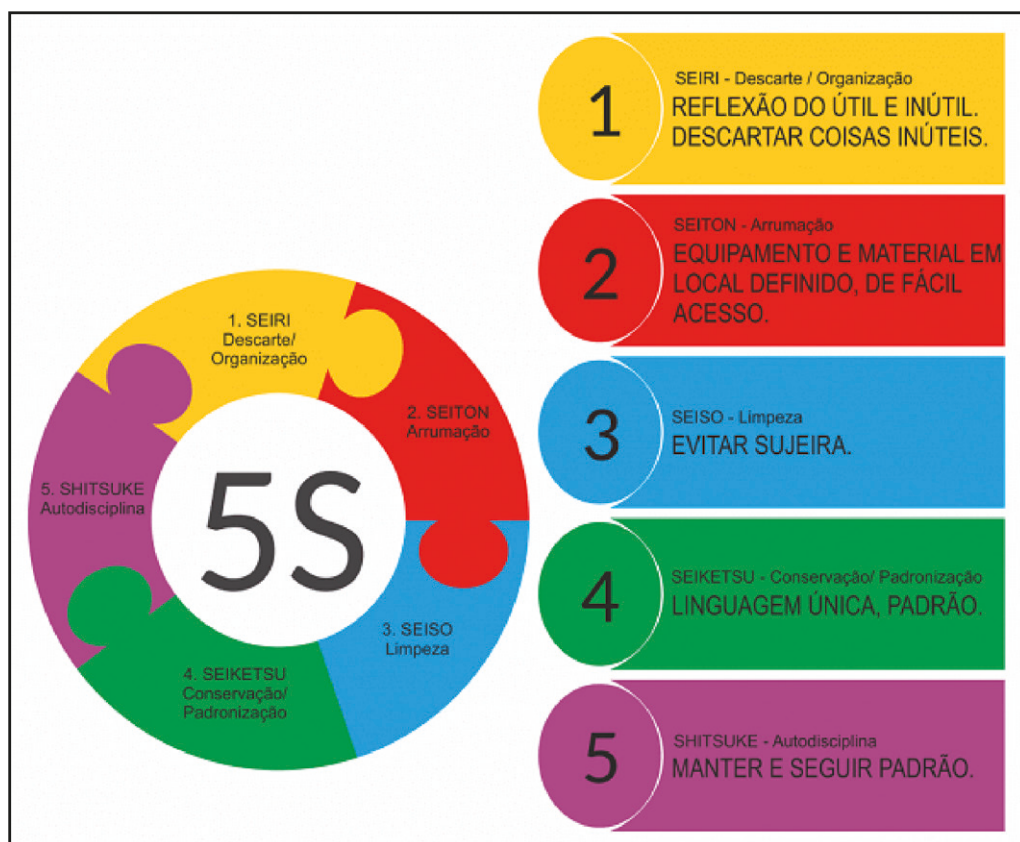 1. SEIRI
Descarte/
Organização
2. SEITON
Arrumação
3. SEISO
Limpeza
4. SEIKETSU
Conservação/
Padronização
5. SHITSUKE
Autodisciplina
5S
1
SEIRI - Descarte / Organização
REFLEXÃO DO ÚTIL E INÚTIL.
DESCARTAR COISAS INÚTEIS.
2
SEITON - Arrumação
EQUIPAMENTO E MATERIAL EM
LOCAL DEFINIDO, DE FÁCIL
ACESSO.
3
SEISO - Limpeza
EVITAR SUJEIRA.
4
SEIKETSU - Conservação/ Padronização
LINGUAGEM ÚNICA, PADRÃO.
5
SHITSUKE - Autodisciplina
MANTER E SEGUIR PADRÃO.